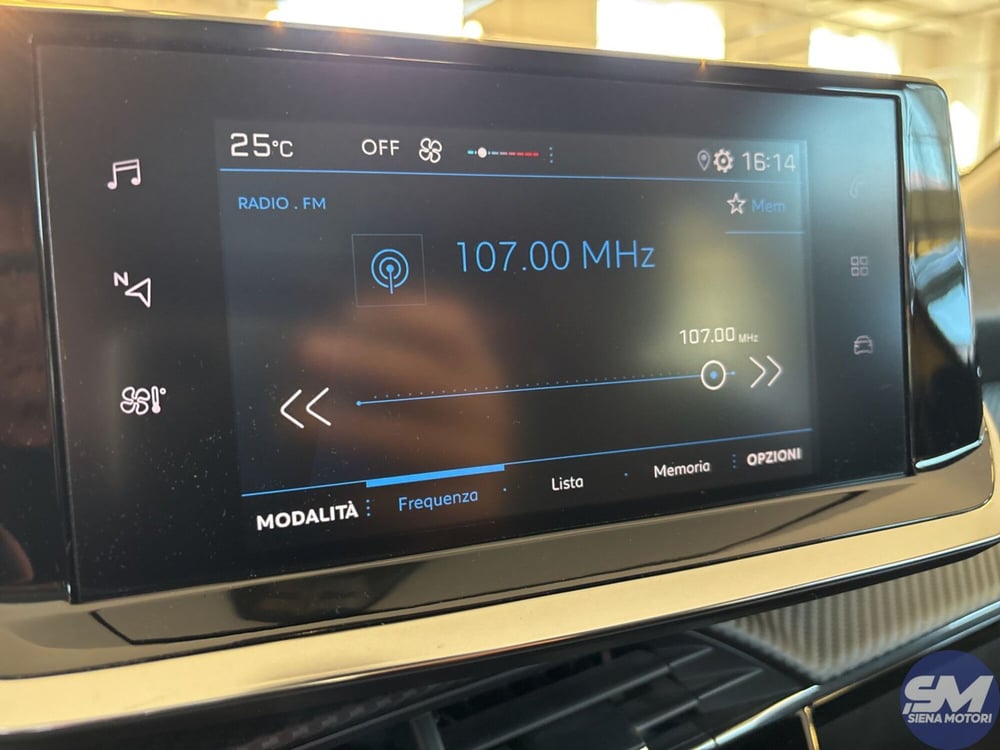 25°C OFF 16:14
RADIO . FM
Mem
107.00 MHz
107.00 MHz
N
MODALITÀ Frequenza Lista Memoria OPZIONI
SM
SIENA MOTORI